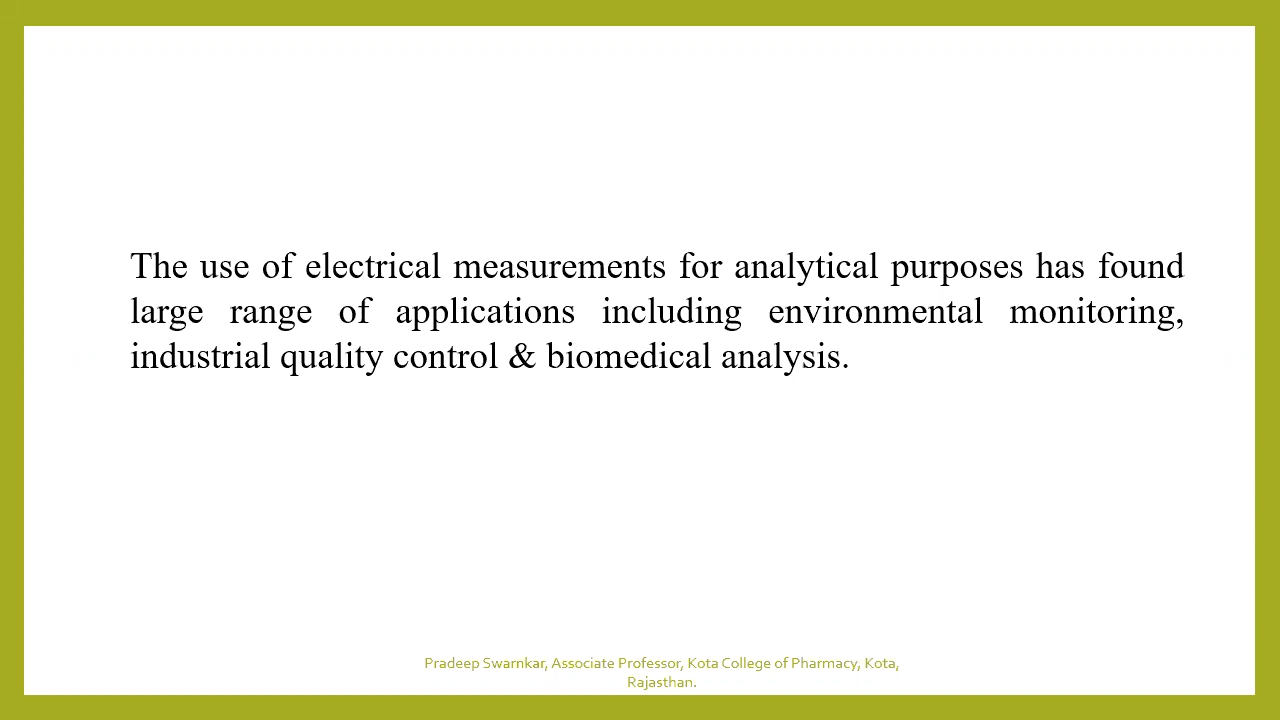 The use of electrical measurements for analytical purposes has found
large range of applications including environmental monitoring,
industrial quality control & biomedical analysis.
Pradeep Swarnkar, Associate Professor, Kota College of Pharmacy, Kota,
Rajasthan.